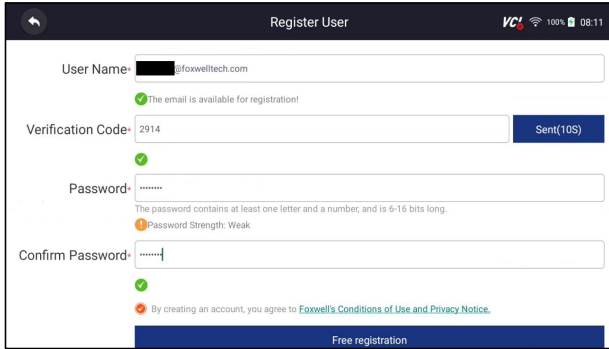 Register User
VCI 100% 08:11
User Name* @foxwelltech.com
The email is available for registration!
Verification Code* 2914 Sent(10S)
Password* ••••••••
The password contains at least one letter and a number, and is 6-16 bits long.
Password Strength: Weak
Confirm Password* ••••••••
By creating an account, you agree to Foxwell's Conditions of Use and Privacy Notice.
Free registration